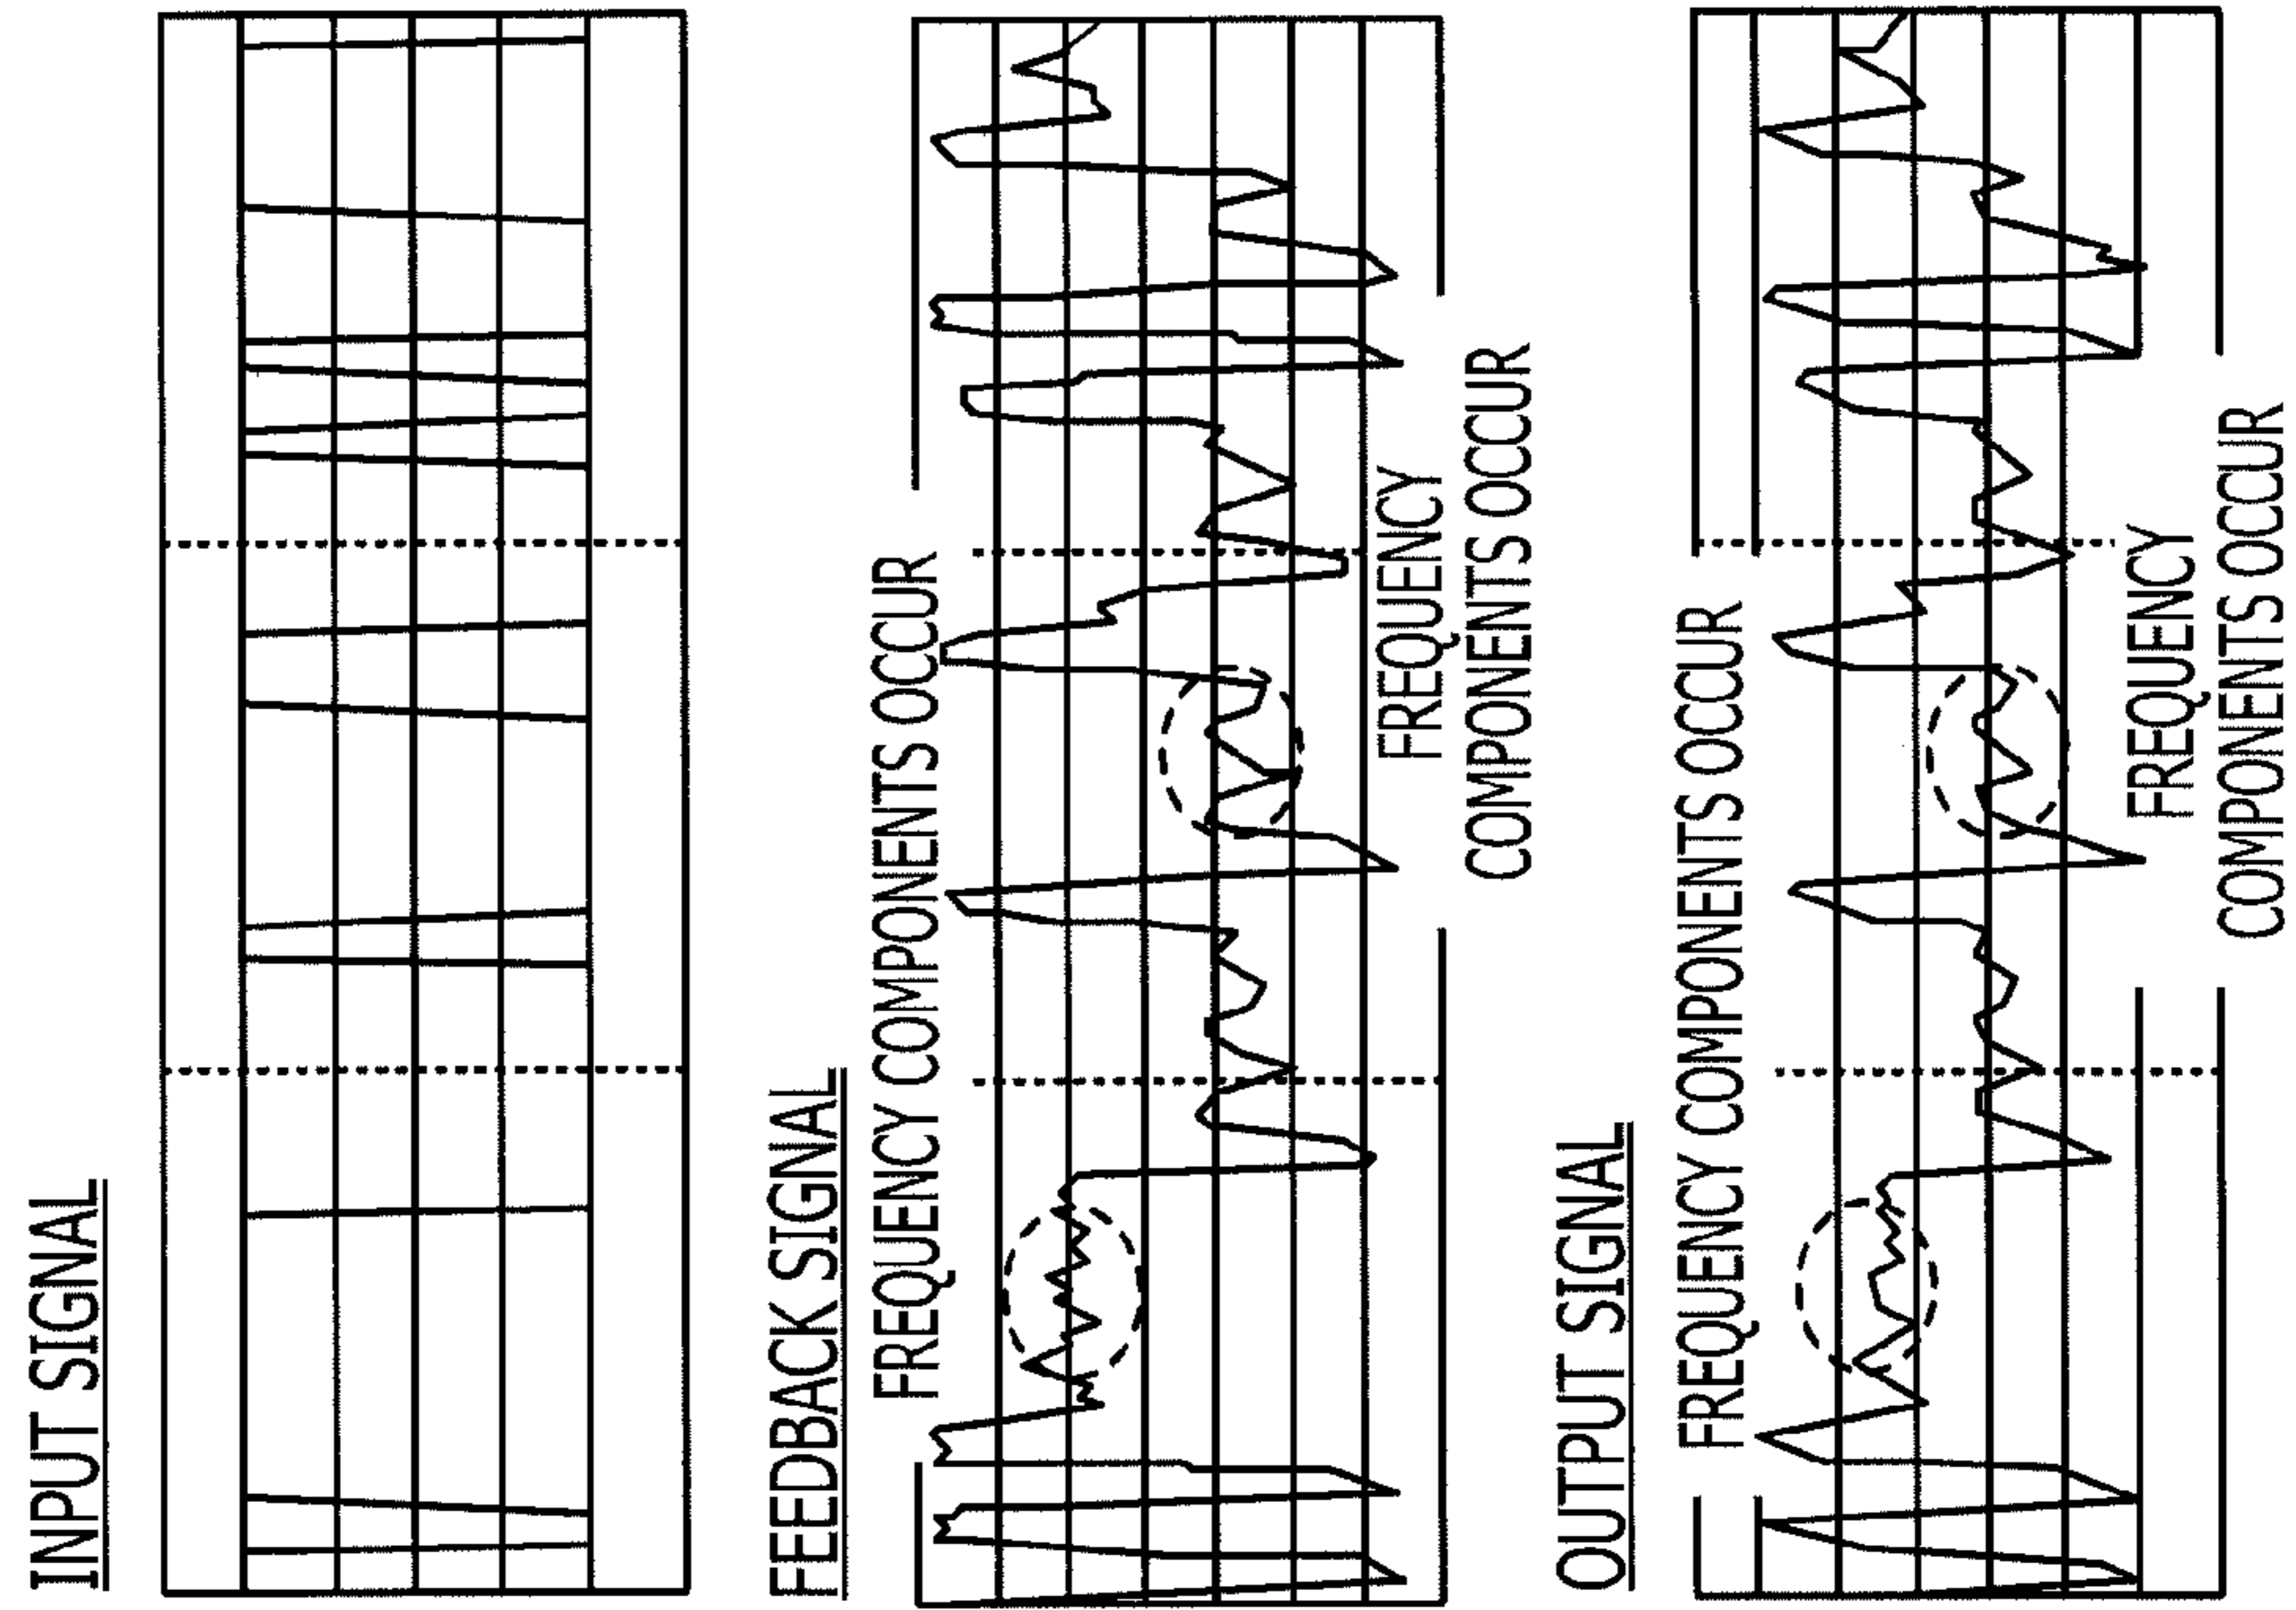 INPUT SIGNAL
FEEDBACK SIGNAL
FREQUENCY COMPONENTS OCCUR
FREQUENCY
COMPONENTS OCCUR
OUTPUT SIGNAL
FREQUENCY COMPONENTS OCCUR
FREQUENCY
COMPONENTS OCCUR